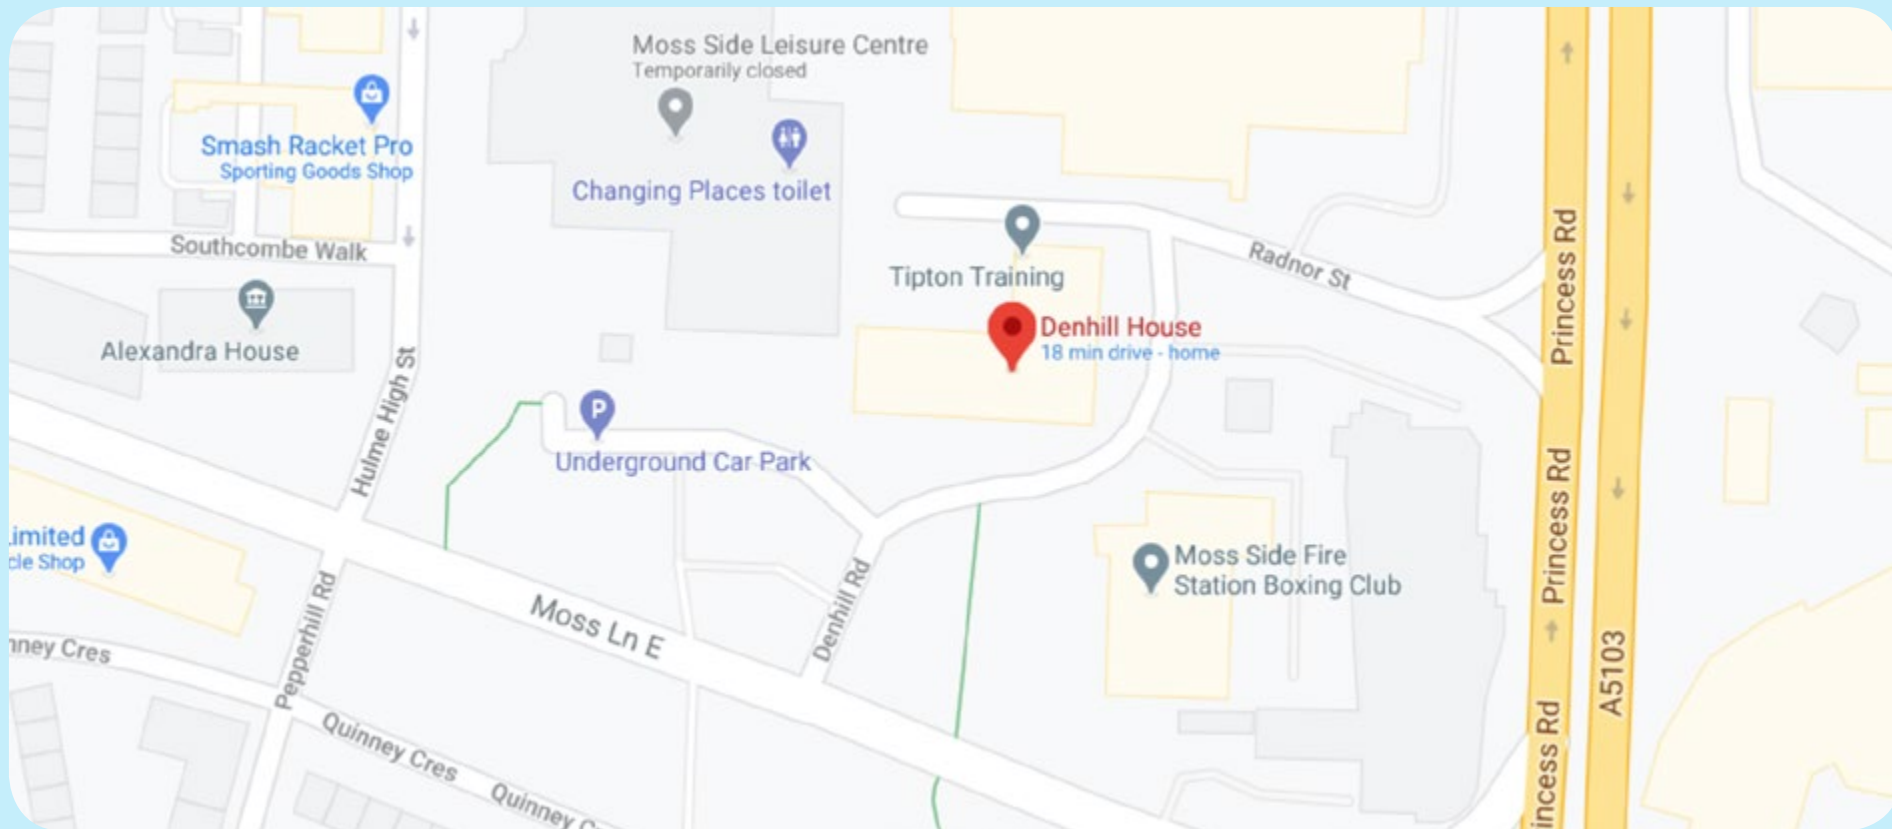 Moss Side Leisure Centre
Temporarily closed
Smash Racket Pro
Sporting Goods Shop
Changing Places toilet
Southcombe Walk
Tipton Training
Radnor St
Princess Rd
Alexandra House
Denhill House
18 min drive - home
Hulme High St
P
Underground Car Park
Princess Rd
imited
cle Shop
Moss Side Fire
Station Boxing Club
Denhill Rd
Moss Ln E
Pepperhill Rd
nney Cres
A5103
Quinney Cres
Quinney C
incess Rd